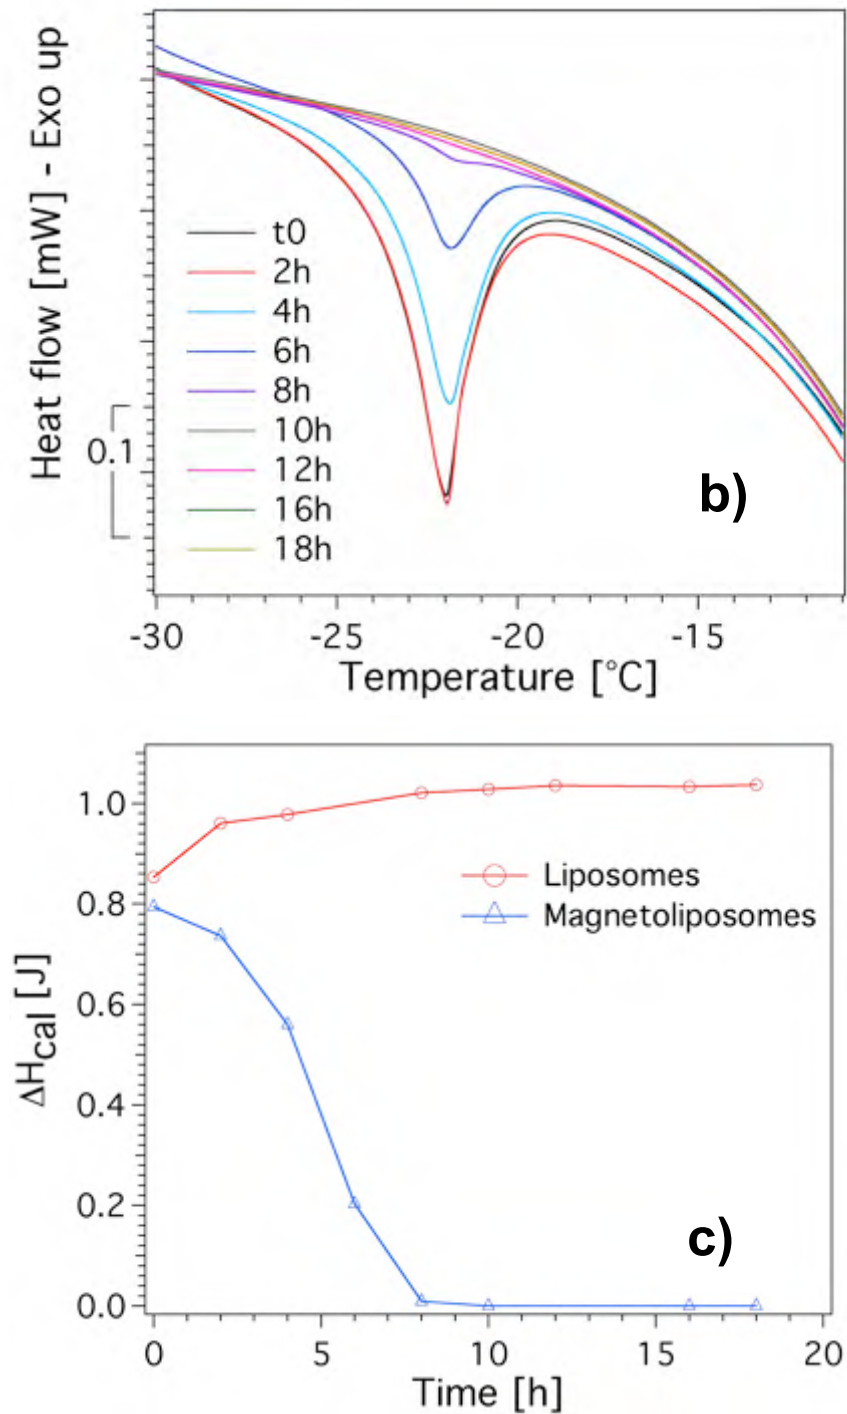 Heat flow [mW] - Exo up
t0
2h
4h
6h
8h
10h
12h
16h
18h
0.1
b)
-30 -25 -20 -15
Temperature [°C]
ΔHcal [J]
1.0
0.8
0.6
0.4
0.2
0.0
Liposomes
Magnetoliposomes
c)
0 5 10 15 20
Time [h]